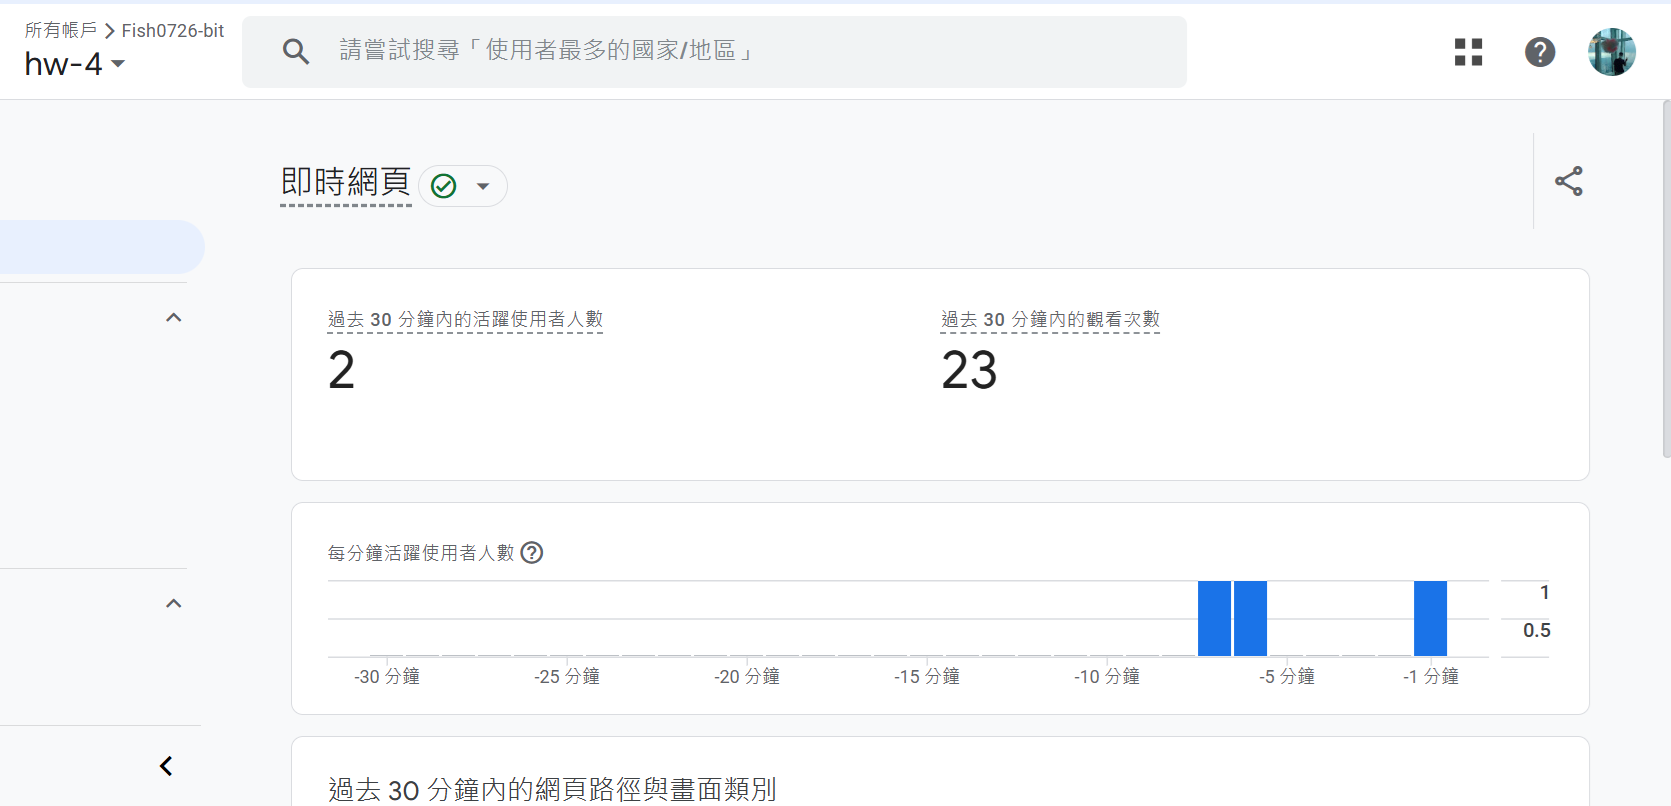 所有帳戶 > Fish0726-bit
hw-4
請嘗試搜尋「使用者最多的國家/地區」
即時網頁
過去 30 分鐘內的活躍使用者人數
2
過去 30 分鐘內的觀看次數
23
每分鐘活躍使用者人數
1
0.5
-30 分鐘
-25 分鐘
-20 分鐘
-15 分鐘
-10 分鐘
-5 分鐘
-1 分鐘
過去 30 分鐘內的網頁路徑與畫面類別